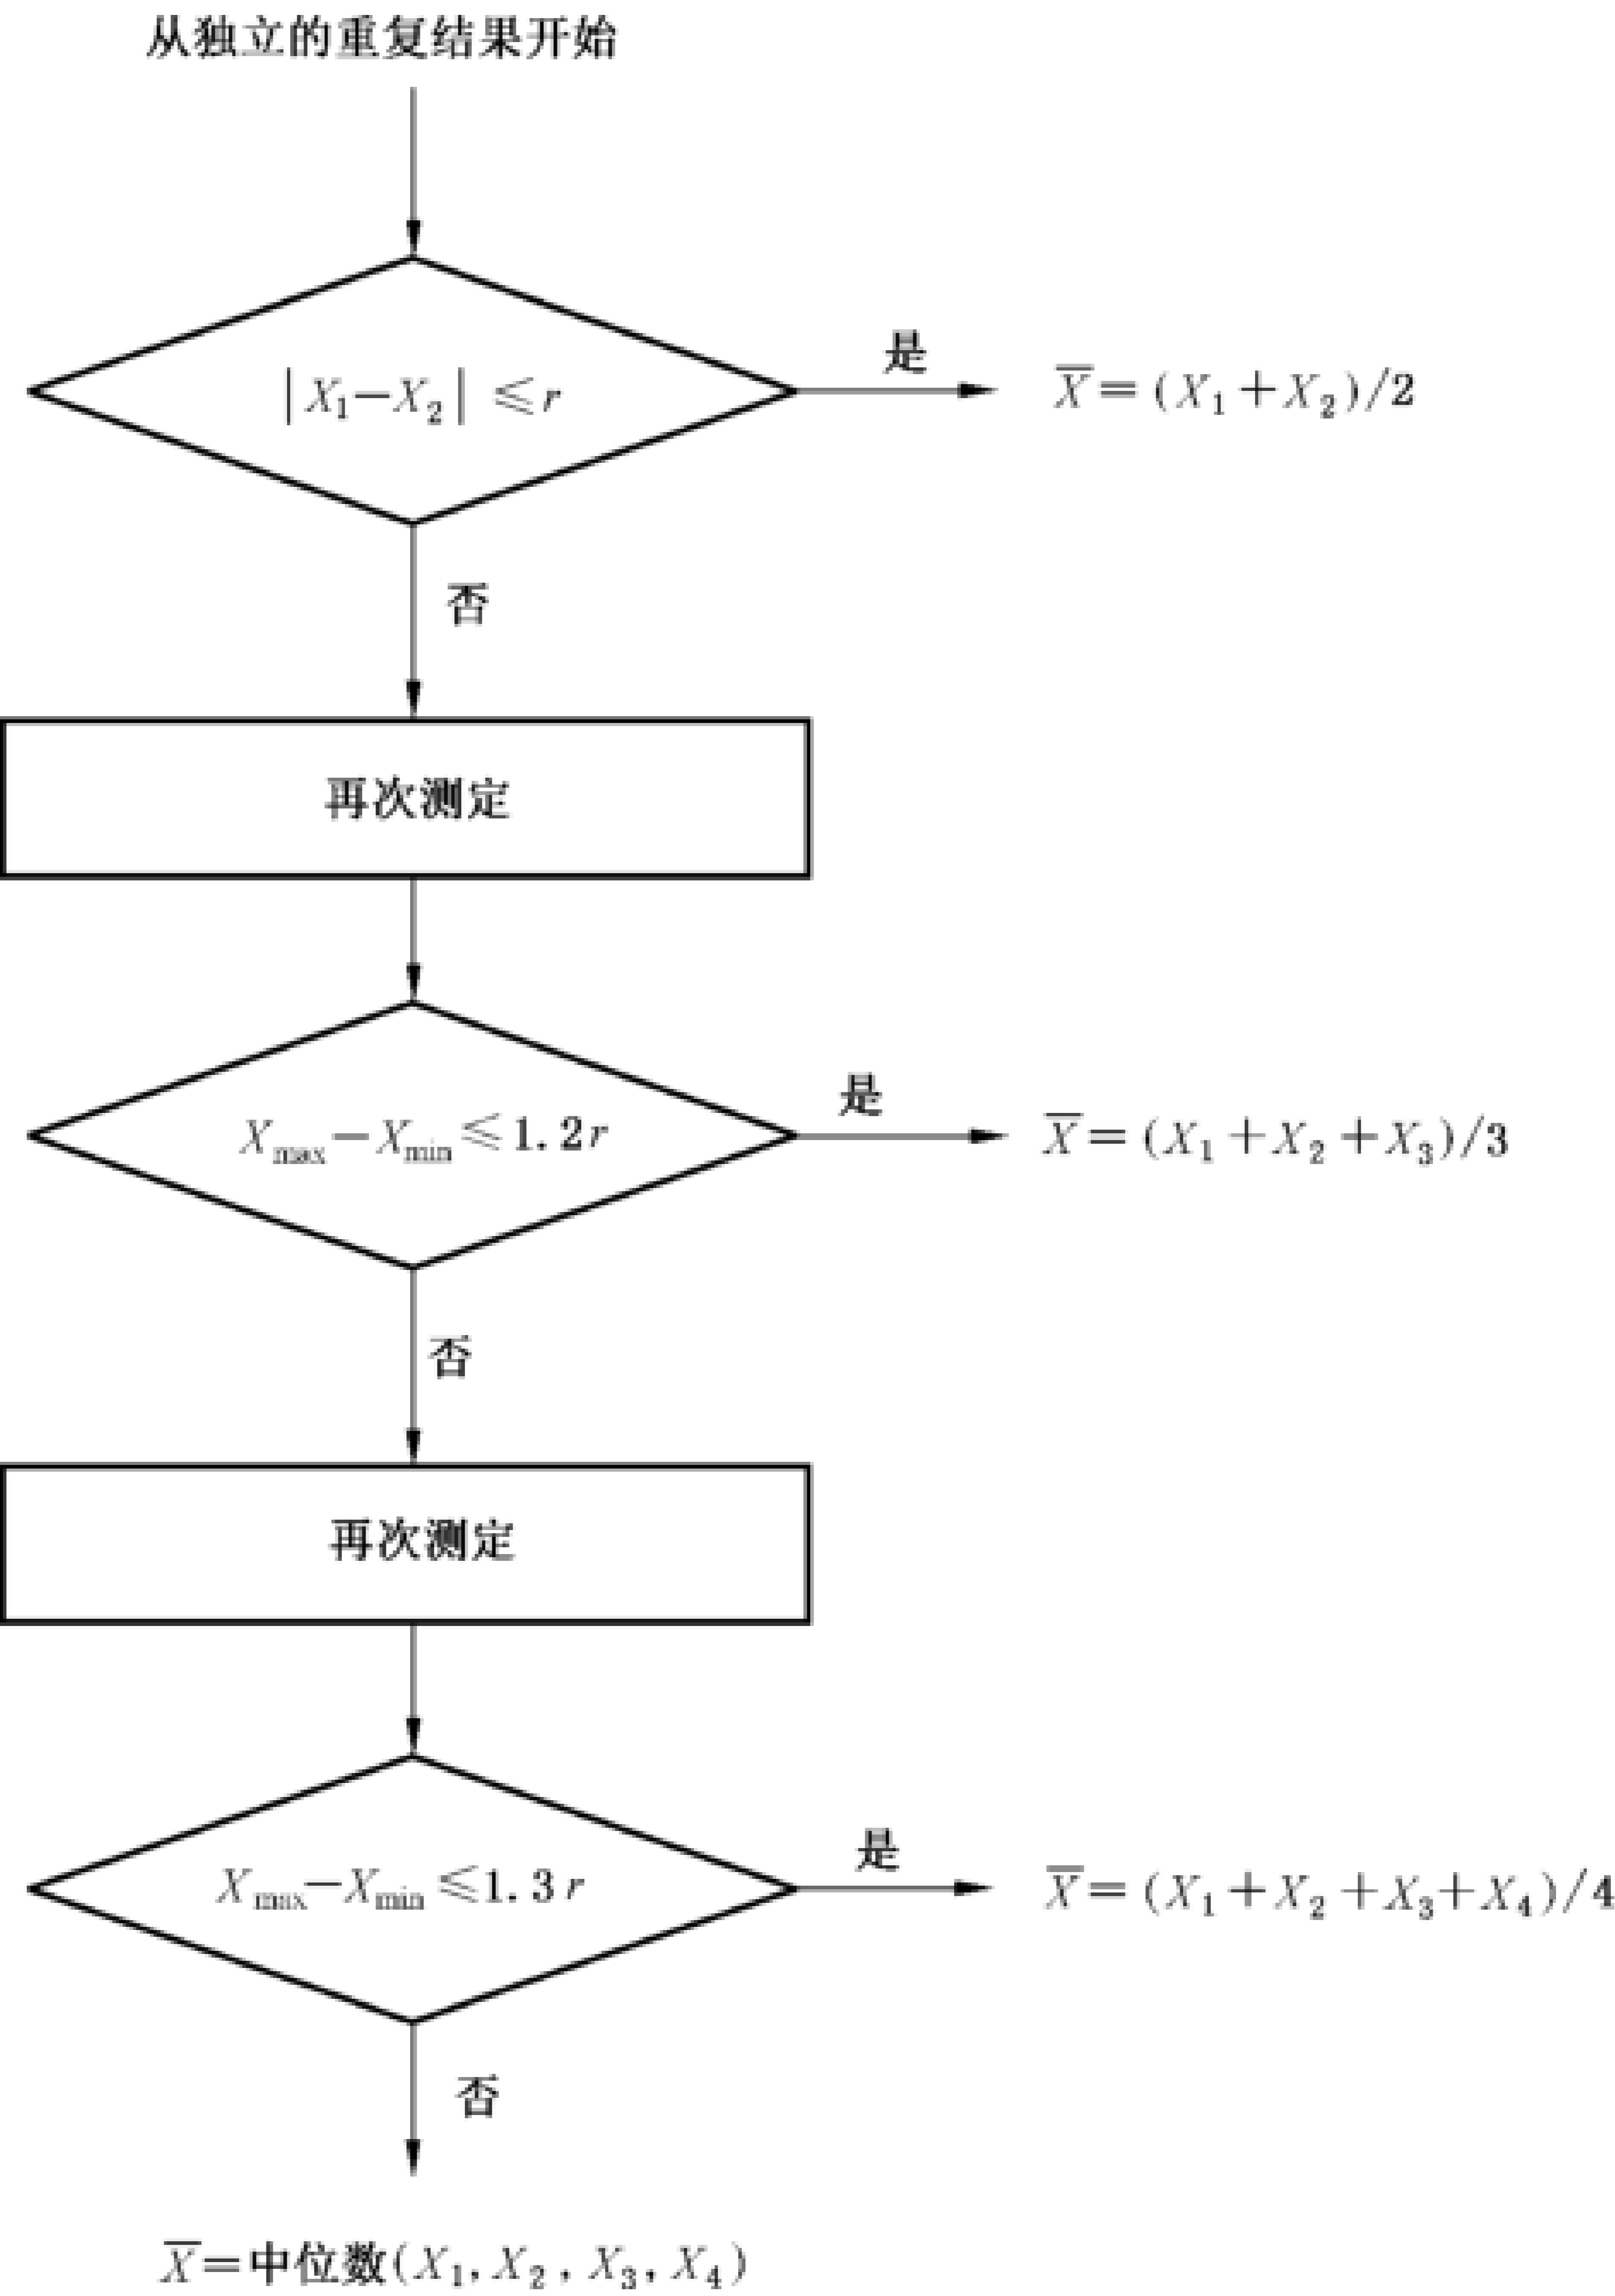 从独立的重复结果开始
|X₁－X₂| ≤r
是
X̅＝(X₁＋X₂)/2
否
再次测定
Xmax－Xmin≤1.2r
是
X̅＝(X₁＋X₂＋X₃)/3
否
再次测定
Xmax－Xmin≤1.3r
是
X̅＝(X₁＋X₂＋X₃＋X₄)/4
否
X̅＝中位数(X₁, X₂, X₃, X₄)